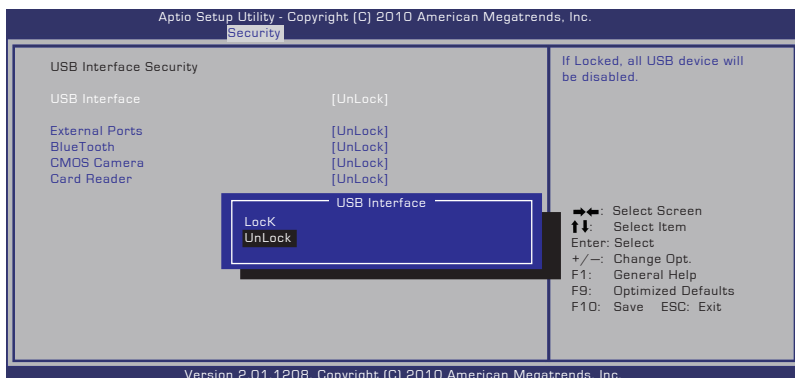 Aptio Setup Utility - Copyright (C) 2010 American Megatrends, Inc.
Security
USB Interface Security
USB Interface [UnLock]
External Ports [UnLock]
BlueTooth [UnLock]
CMOS Camera [UnLock]
Card Reader [UnLock]
USB Interface
LocK
UnLock
If Locked, all USB device will
be disabled.
→←: Select Screen
↑↓: Select Item
Enter: Select
+/—: Change Opt.
F1: General Help
F9: Optimized Defaults
F10: Save ESC: Exit
Version 2.01.1208. Copyright (C) 2010 American Megatrends, Inc.